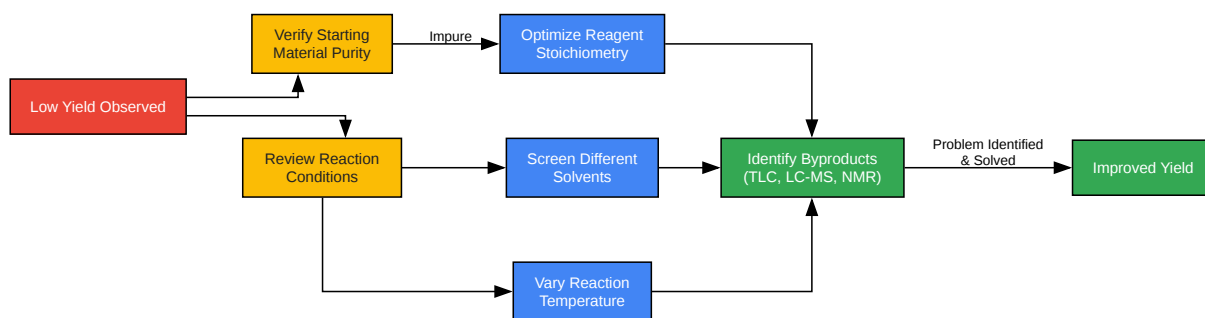 Verify Starting
Material Purity
Impure
Optimize Reagent
Stoichiometry
Low Yield Observed
Review Reaction
Conditions
Screen Different
Solvents
Identify Byproducts
(TLC, LC-MS, NMR)
Problem Identified
& Solved
Improved Yield
Vary Reaction
Temperature